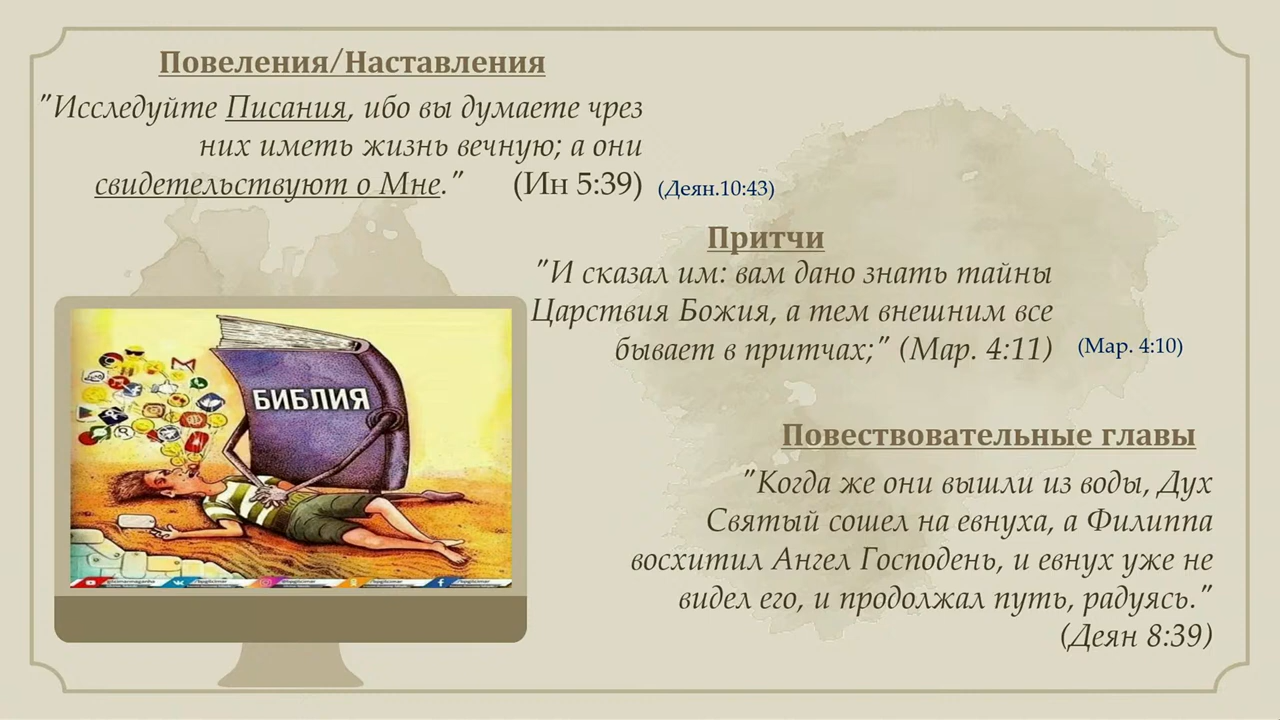 Повеления/Наставления
"Исследуйте Писания, ибо вы думаете чрез
них иметь жизнь вечную; а они
свидетельствуют о Мне." (Ин 5:39) (Деян.10:43)
Притчи
"И сказал им: вам дано знать тайны
Царствия Божия, а тем внешним все
бывает в притчах;" (Мар. 4:11) (Мар. 4:10)
БИБЛИЯ
Повествовательные главы
"Когда же они вышли из воды, Дух
Святый сошел на евнуха, а Филиппа
восхитил Ангел Господень, и евнух уже не
видел его, и продолжал путь, радуясь."
(Деян 8:39)